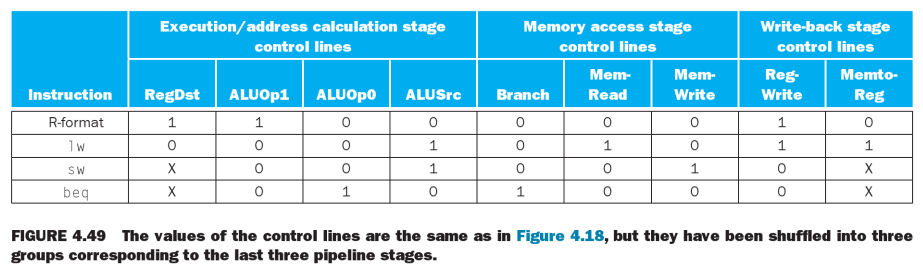 Execution/address calculation stage control lines Memory access stage control lines Write-back stage control lines
Instruction RegDst ALUOp1 ALUOp0 ALUSrc Branch Mem-Read Mem-Write Reg-Write Memto-Reg
R-format 1 1 0 0 0 0 0 1 0
lw 0 0 0 1 0 1 0 1 1
sw X 0 0 1 0 0 1 0 X
beq X 0 1 0 1 0 0 0 X
FIGURE 4.49 The values of the control lines are the same as in Figure 4.18, but they have been shuffled into three
groups corresponding to the last three pipeline stages.